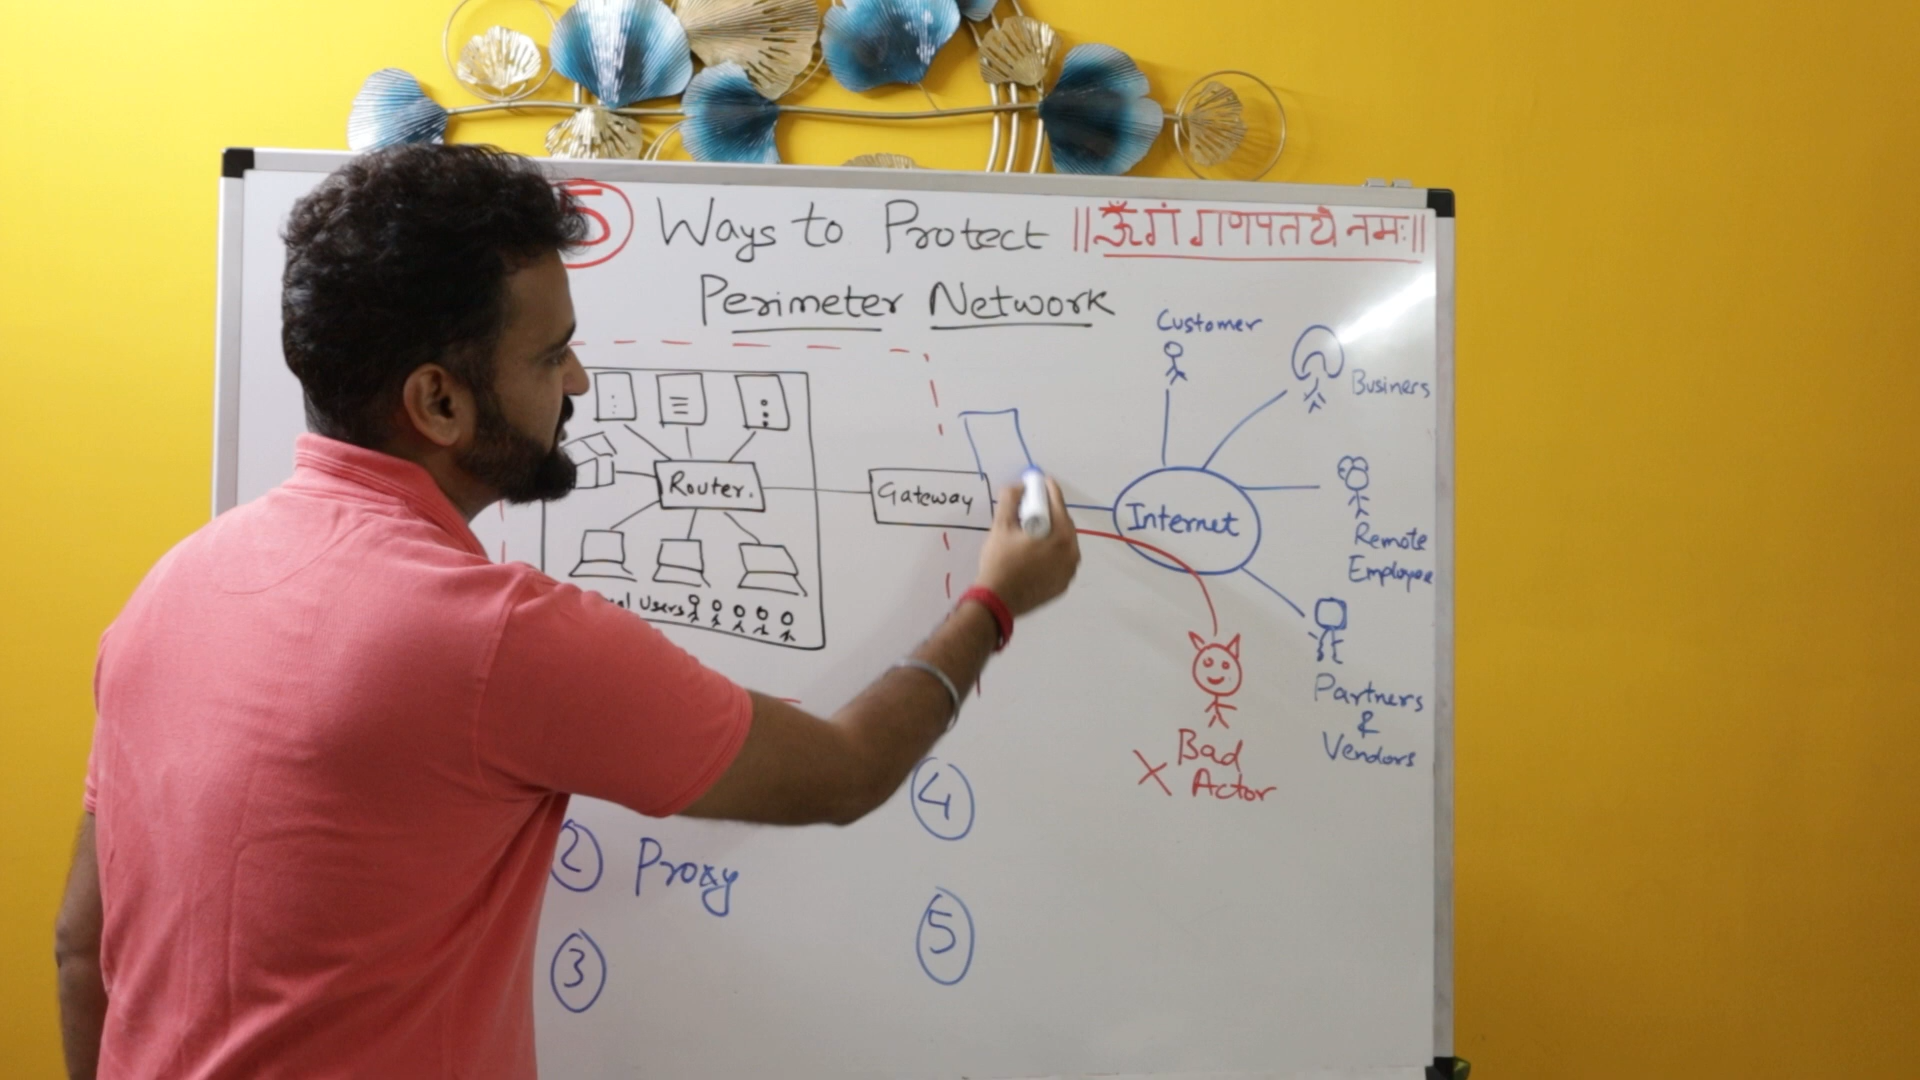 5 Ways to Protect ||ॐ गं गणपतये नमः||
Perimeter Network
Customer
Business
Router.
Gateway
Internet
Remote
Employee
Users
Partners
&
Vendors
X Bad
Actor
4
2 Proxy
5
3